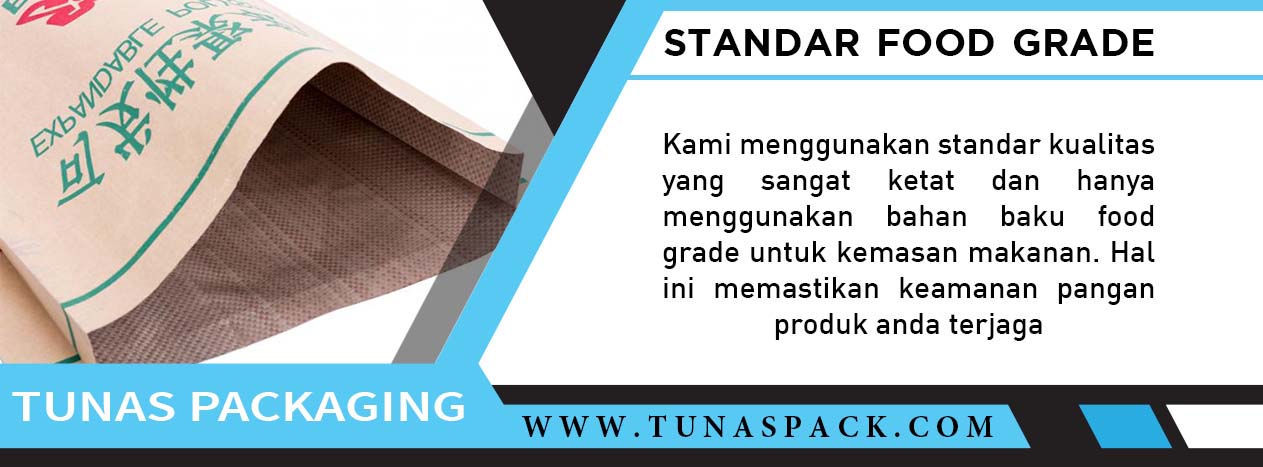 EXPANDABLE
STANDAR FOOD GRADE
Kami menggunakan standar kualitas
yang sangat ketat dan hanya
menggunakan bahan baku food
grade untuk kemasan makanan. Hal
ini memastikan keamanan pangan
produk anda terjaga
TUNAS PACKAGING
WWW.TUNASPACK.COM